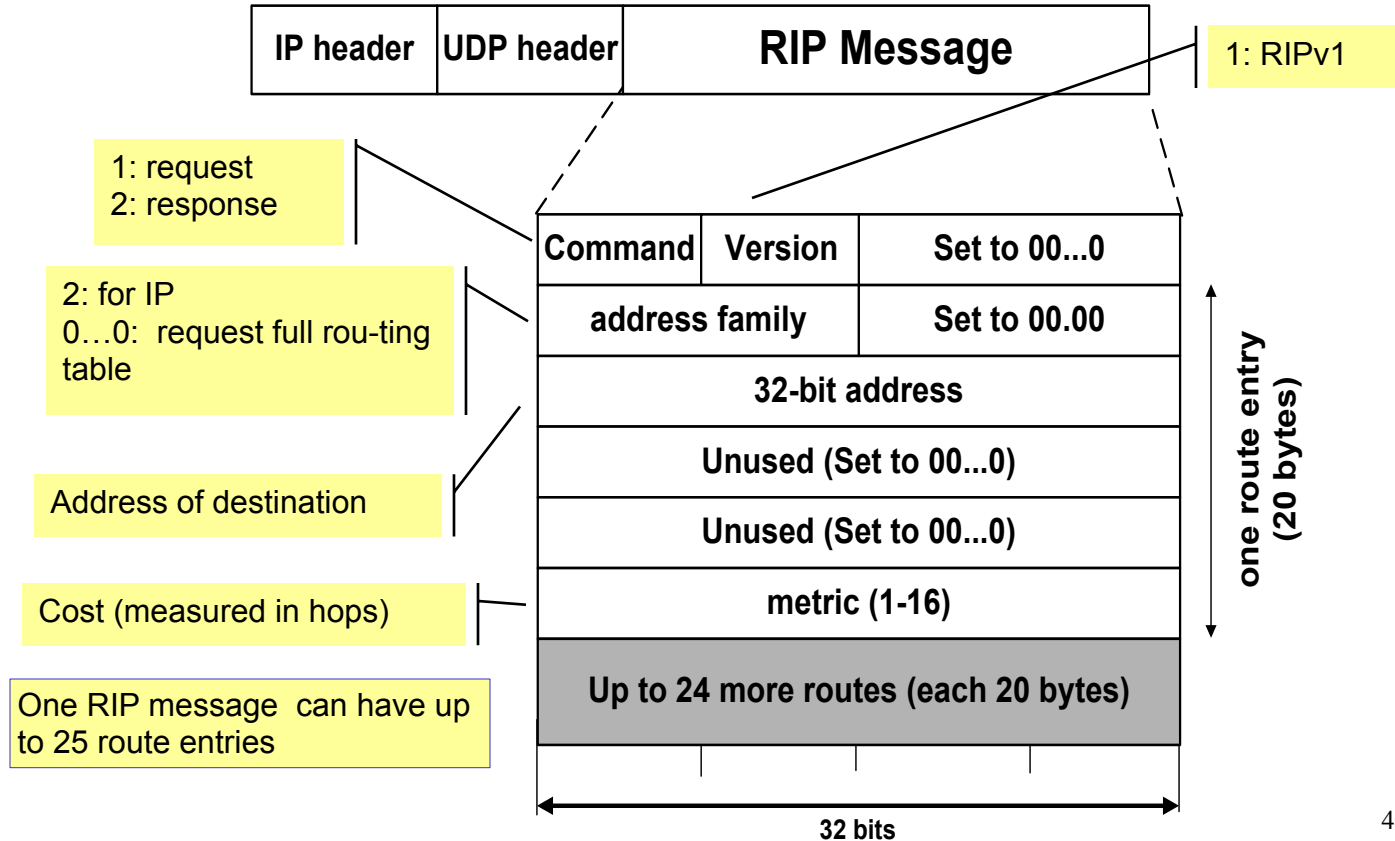 IP header UDP header RIP Message
1: RIPv1
1: request
2: response
Command Version Set to 00...0
2: for IP
0…0: request full rou-ting
table
address family Set to 00.00
32-bit address
Unused (Set to 00...0)
Address of destination
Unused (Set to 00...0)
Cost (measured in hops)
metric (1-16)
one route entry
(20 bytes)
Up to 24 more routes (each 20 bytes)
One RIP message can have up
to 25 route entries
32 bits
4